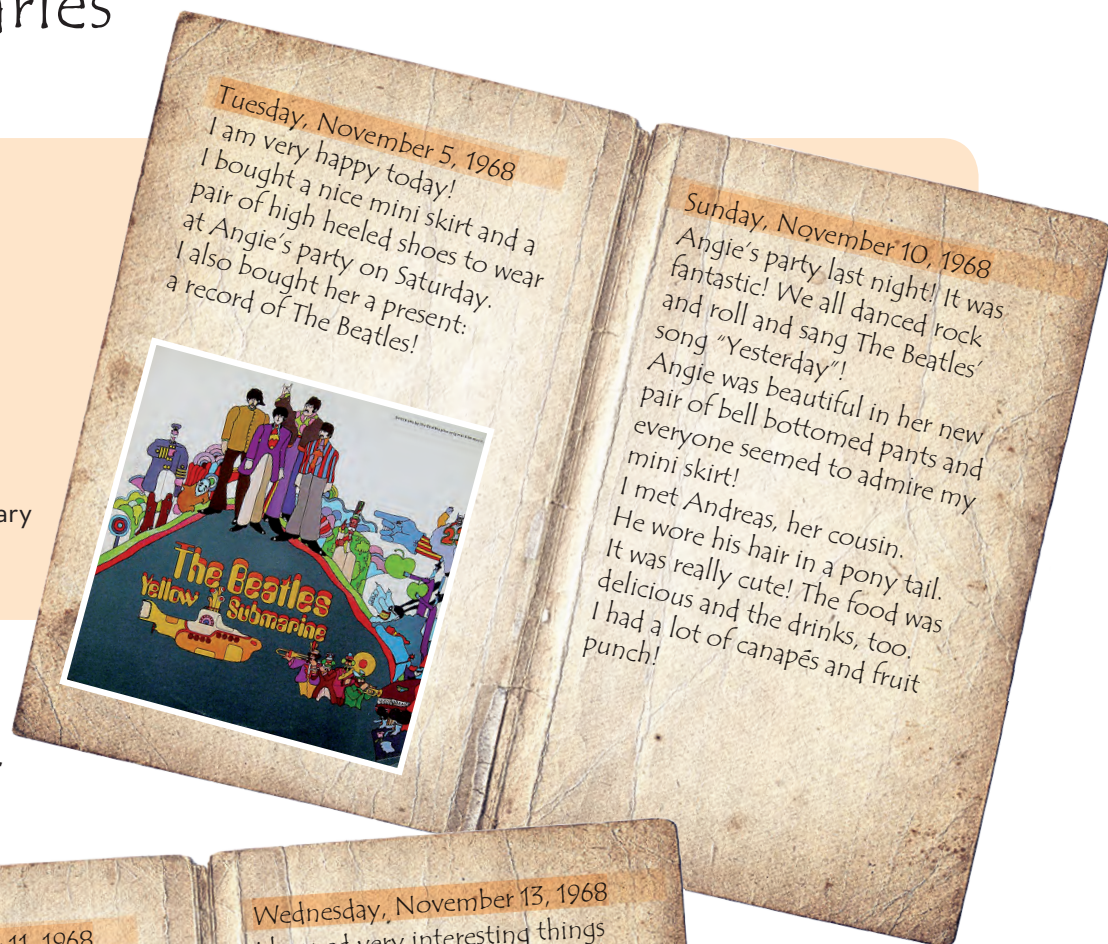 Tuesday, November 5, 1968
I am very happy today!
I bought a nice mini skirt and a
pair of high heeled shoes to wear
at Angie's party on Saturday.
I also bought her a present:
a record of The Beatles!
The Beatles
Yellow Submarine
Sunday, November 10, 1968
Angie's party last night! It was
fantastic! We all danced rock
and roll and sang The Beatles'
song "Yesterday"!
Angie was beautiful in her new
pair of bell bottomed pants and
everyone seemed to admire my
mini skirt!
I met Andreas, her cousin.
He wore his hair in a pony tail.
It was really cute! The food was
delicious and the drinks, too.
I had a lot of canapés and fruit
punch!
11, 1968
Wednesday, November 13, 1968
very interesting things